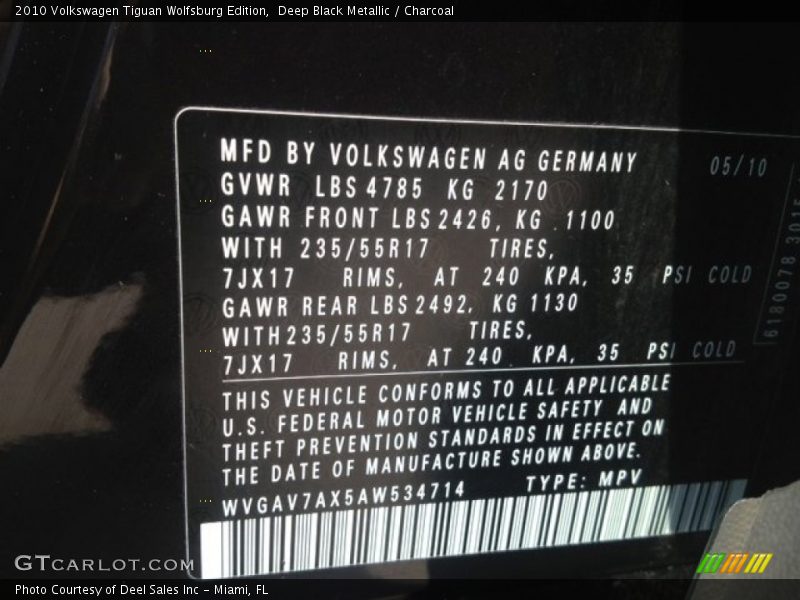 2010 Volkswagen Tiguan Wolfsburg Edition, Deep Black Metallic / Charcoal
MFD BY VOLKSWAGEN AG GERMANY 05/10
GVWR LBS 4785 KG 2170
GAWR FRONT LBS 2426, KG 1100
WITH 235/55R17 TIRES,
7JX17 RIMS, AT 240 KPA, 35 PSI COLD
GAWR REAR LBS 2492, KG 1130
WITH 235/55R17 TIRES,
7JX17 RIMS, AT 240 KPA, 35 PSI COLD
THIS VEHICLE CONFORMS TO ALL APPLICABLE
U.S. FEDERAL MOTOR VEHICLE SAFETY AND
THEFT PREVENTION STANDARDS IN EFFECT ON
THE DATE OF MANUFACTURE SHOWN ABOVE.
WVGAV7AX5AW534714 TYPE: MPV
6180078 3015
GTCARLOT.COM
Photo Courtesy of Deel Sales Inc - Miami, FL